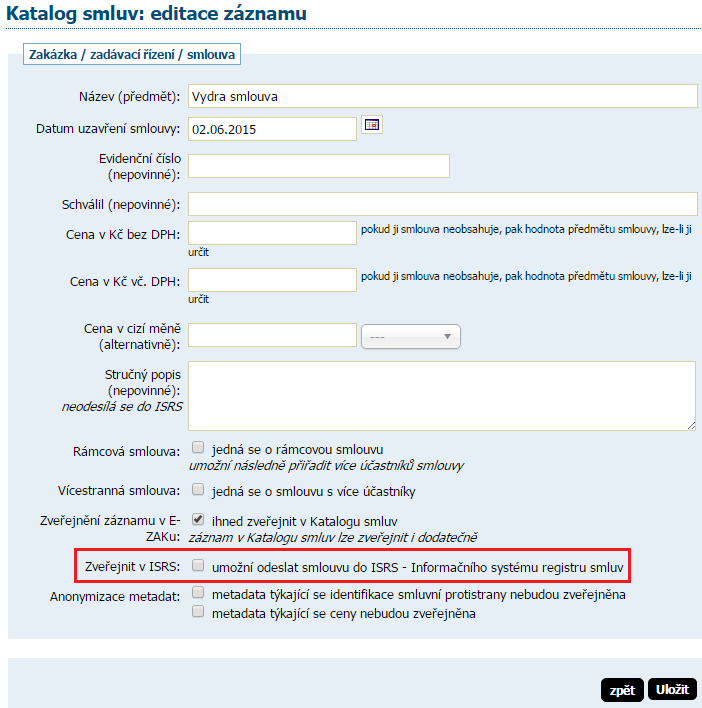 Katalog smluv: editace záznamu
Zakázka / zadávací řízení / smlouva
Název (předmět): Vydra smlouva
Datum uzavření smlouvy: 02.06.2015
Evidenční číslo
(nepovinné):
Schválil (nepovinné):
Cena v Kč bez DPH: pokud ji smlouva neobsahuje, pak hodnota předmětu smlouvy, lze-li ji
určit
Cena v Kč vč. DPH: pokud ji smlouva neobsahuje, pak hodnota předmětu smlouvy, lze-li ji
určit
Cena v cizí měně
(alternativně): ---
Stručný popis
(nepovinné):
neodesílá se do ISRS
Rámcová smlouva: jedná se o rámcovou smlouvu
umožní následně přiřadit více účastníků smlouvy
Vícestranná smlouva: jedná se o smlouvu s více účastníky
Zveřejnění záznamu v E-
ZAKu: ihned zveřejnit v Katalogu smluv
záznam v Katalogu smluv lze zveřejnit i dodatečně
Zveřejnit v ISRS: umožní odeslat smlouvu do ISRS - Informačního systému registru smluv
Anonymizace metadat: metadata týkající se identifikace smluvní protistrany nebudou zveřejněna
metadata týkající se ceny nebudou zveřejněna
zpět Uložit